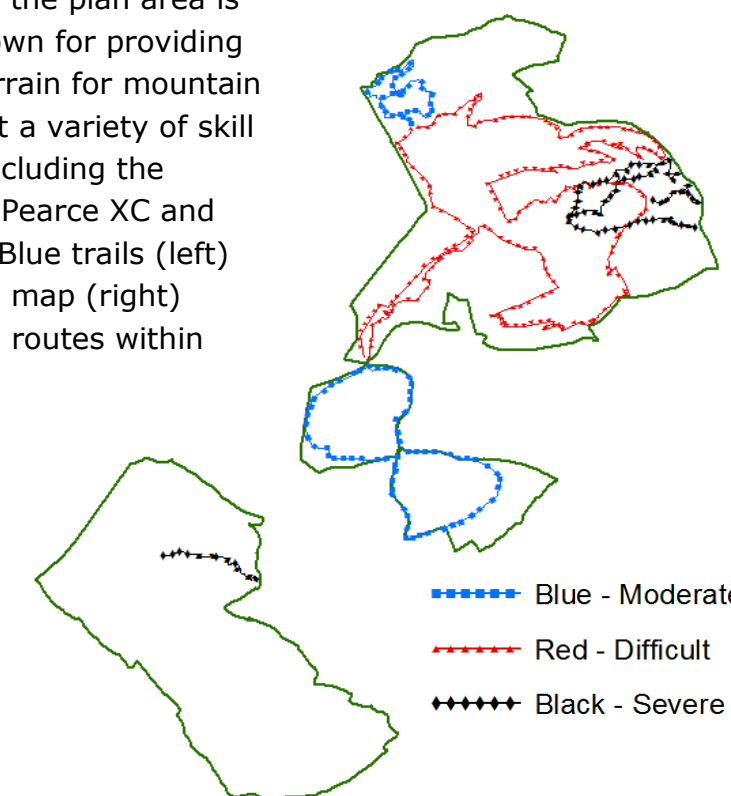 the plan area is
own for providing
rrain for mountain
t a variety of skill
cluding the
Pearce XC and
Blue trails (left)
map (right)
routes within
Blue - Moderate
Red - Difficult
Black - Severe